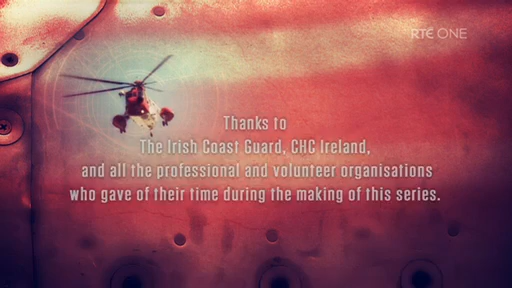 RTÉ ONE
Thanks to
The Irish Coast Guard, CHC Ireland,
and all the professional and volunteer organisations
who gave of their time during the making of this series.